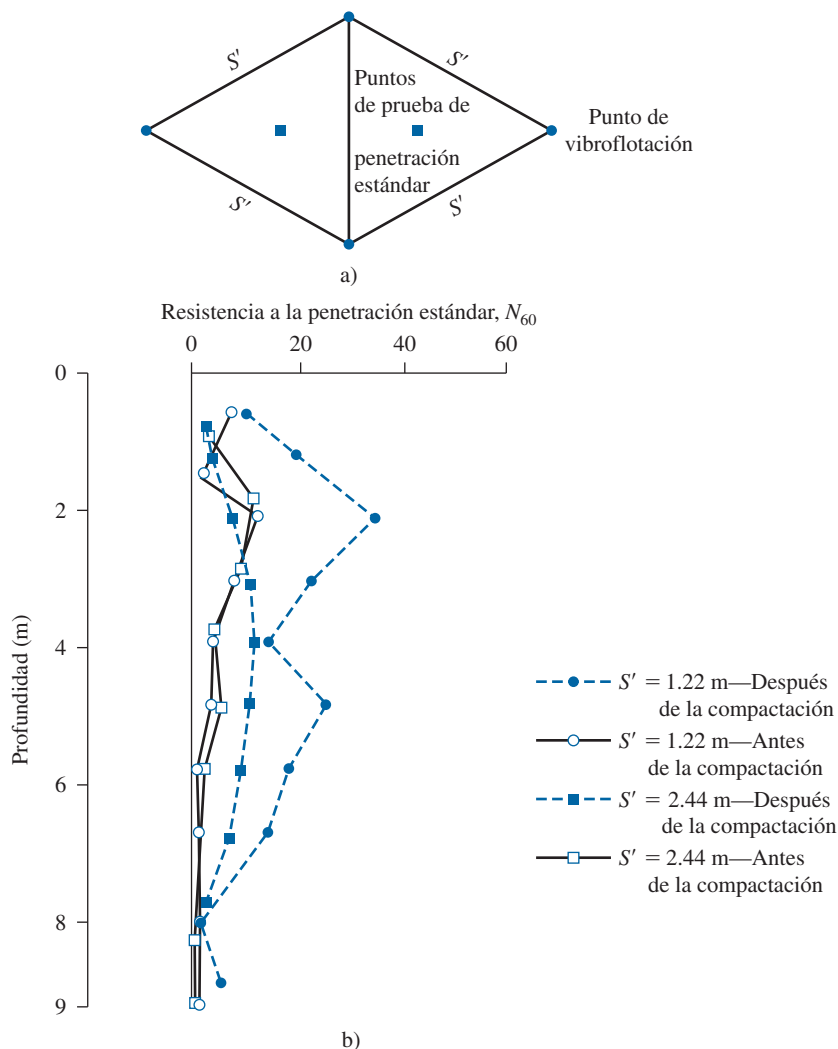 S′
S′
Puntos
de prueba de
Punto de
vibroflotación
penetración
estándar
S′
S′
a)
Resistencia a la penetración estándar, N60
0 20 40 60
0
2
4
6
8
9
Profundidad (m)
S′ = 1.22 m—Después
de la compactación
S′ = 1.22 m—Antes
de la compactación
S′ = 2.44 m—Después
de la compactación
S′ = 2.44 m—Antes
de la compactación
b)